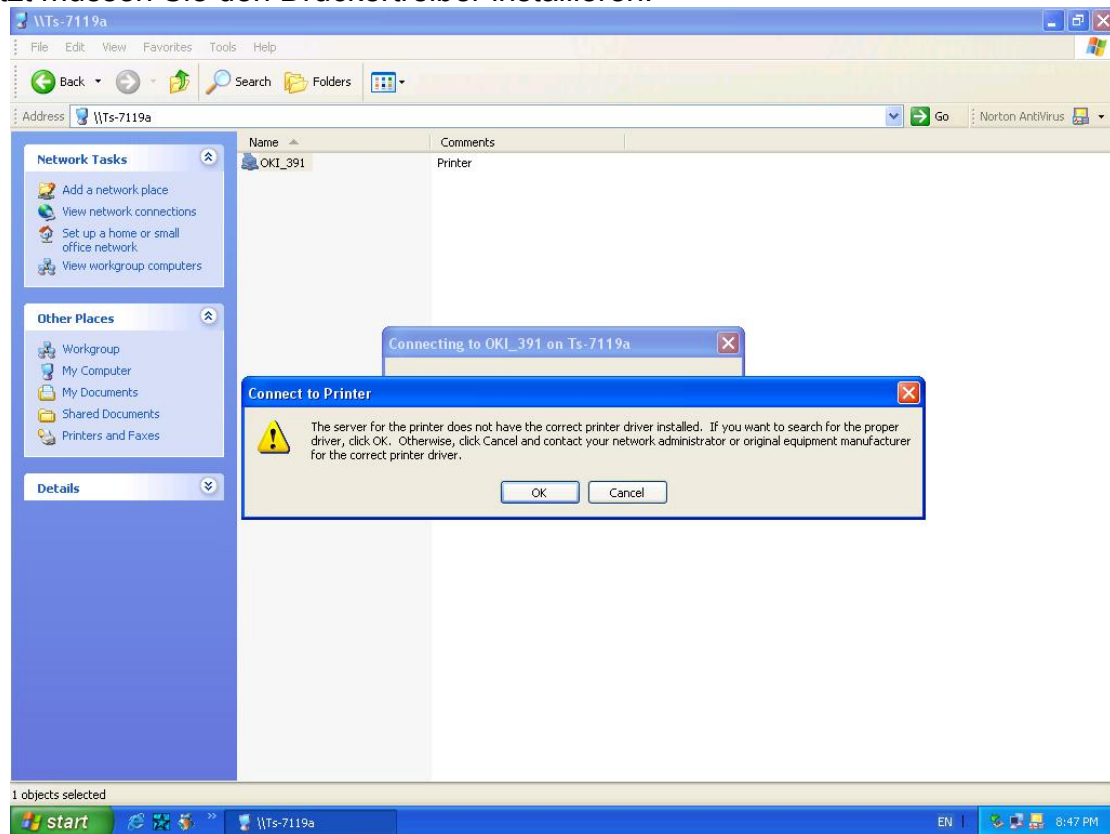 tzt müssen Sie den Druckertreiber installieren.
\\Ts-7119a
File Edit View Favorites Tools Help
Back Search Folders
Address \\Ts-7119a Go Norton AntiVirus
Name Comments
OKI_391 Printer
Network Tasks
Add a network place
View network connections
Set up a home or small
office network
View workgroup computers
Other Places
Workgroup
My Computer
My Documents
Shared Documents
Printers and Faxes
Details
Connecting to OKI_391 on Ts-7119a
Connect to Printer
The server for the printer does not have the correct printer driver installed. If you want to search for the proper
driver, click OK. Otherwise, click Cancel and contact your network administrator or original equipment manufacturer
for the correct printer driver.
OK Cancel
1 objects selected
start \\Ts-7119a EN 8:47 PM